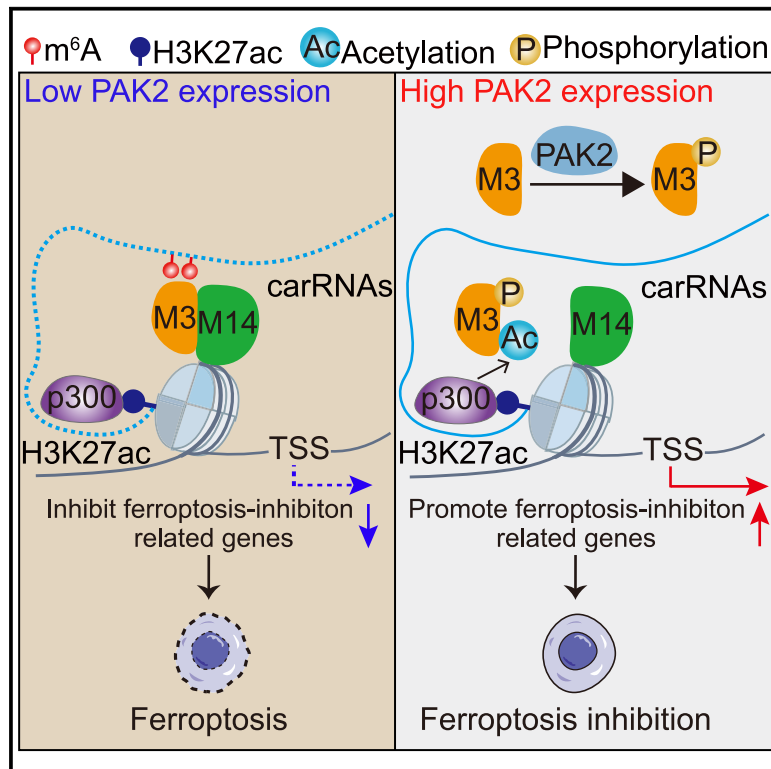 m⁶A H3K27ac Ac Acetylation P Phosphorylation
Low PAK2 expression
carRNAs
M3 M14
p300
H3K27ac
TSS
Inhibit ferroptosis-inhibiton
related genes
Ferroptosis
High PAK2 expression
PAK2
M3 M3 P
carRNAs
M3 P Ac M14
p300
H3K27ac
TSS
Promote ferroptosis-inhibiton
related genes
Ferroptosis inhibition